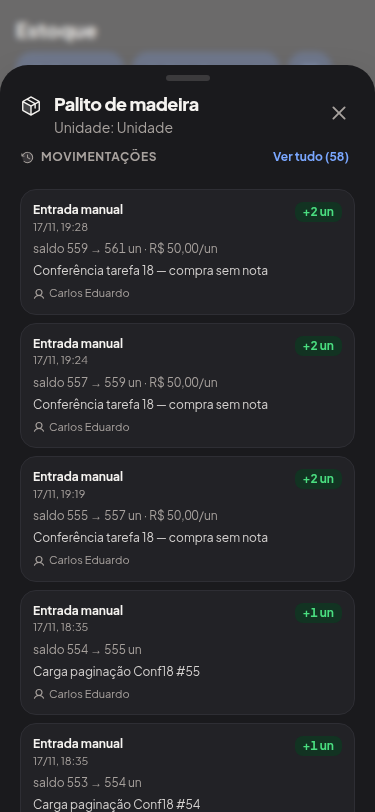 Estoque
Palito de madeira
Unidade: Unidade
MOVIMENTAÇÕES
Ver tudo (58)
Entrada manual
+2 un
17/11, 19:28
saldo 559 → 561 un · R$ 50,00/un
Conferência tarefa 18 — compra sem nota
Carlos Eduardo
Entrada manual
+2 un
17/11, 19:24
saldo 557 → 559 un · R$ 50,00/un
Conferência tarefa 18 — compra sem nota
Carlos Eduardo
Entrada manual
+2 un
17/11, 19:19
saldo 555 → 557 un · R$ 50,00/un
Conferência tarefa 18 — compra sem nota
Carlos Eduardo
Entrada manual
+1 un
17/11, 18:35
saldo 554 → 555 un
Carga paginação Conf18 #55
Carlos Eduardo
Entrada manual
+1 un
17/11, 18:35
saldo 553 → 554 un
Carga paginação Conf18 #54